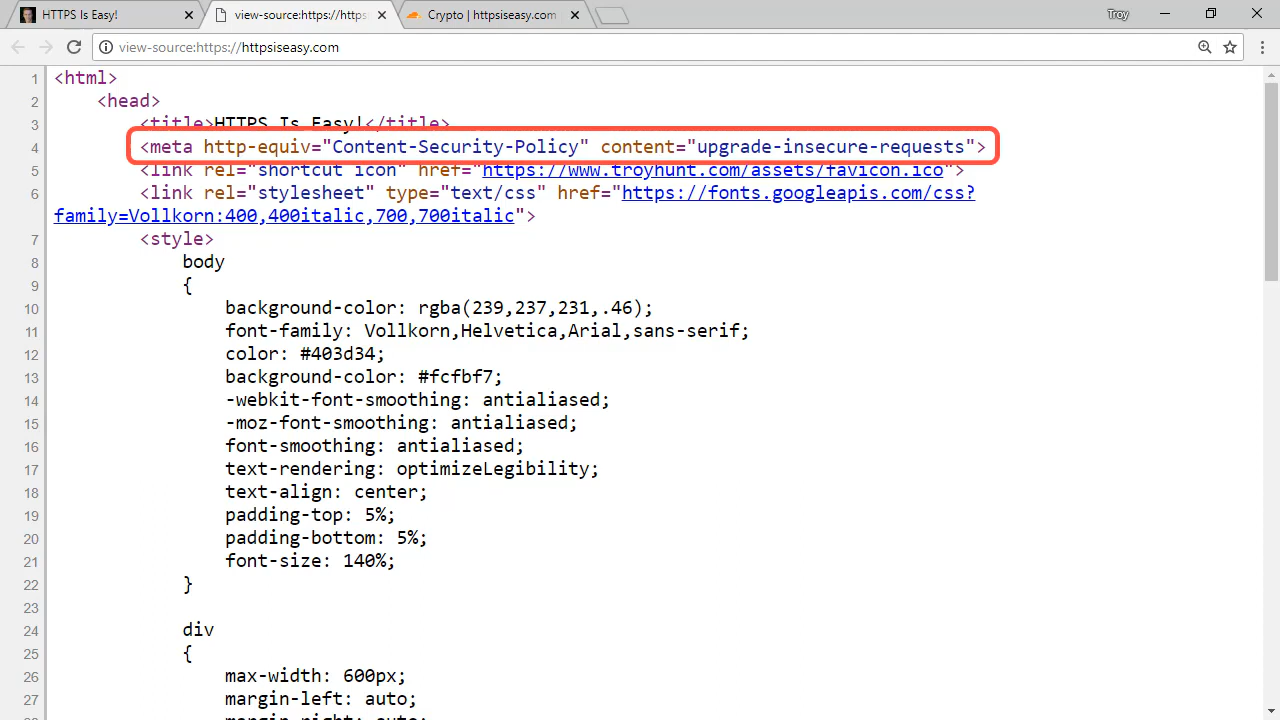 HTTPS Is Easy!
view-source:https://https
Crypto | httpsiseasy.com
Troy
view-source:https://httpsiseasy.com
1 <html>
2 <head>
3 <title>HTTPS Is Easy!</title>
4 <meta http-equiv="Content-Security-Policy" content="upgrade-insecure-requests">
5 <link rel="shortcut icon" href="https://www.troyhunt.com/assets/favicon.ico">
6 <link rel="stylesheet" type="text/css" href="https://fonts.googleapis.com/css?
family=Vollkorn:400,400italic,700,700italic">
7 <style>
8 body
9 {
10 background-color: rgba(239,237,231,.46);
11 font-family: Vollkorn,Helvetica,Arial,sans-serif;
12 color: #403d34;
13 background-color: #fcfbf7;
14 -webkit-font-smoothing: antialiased;
15 -moz-font-smoothing: antialiased;
16 font-smoothing: antialiased;
17 text-rendering: optimizeLegibility;
18 text-align: center;
19 padding-top: 5%;
20 padding-bottom: 5%;
21 font-size: 140%;
22 }
23
24 div
25 {
26 max-width: 600px;
27 margin-left: auto;
28 margin-right: auto;